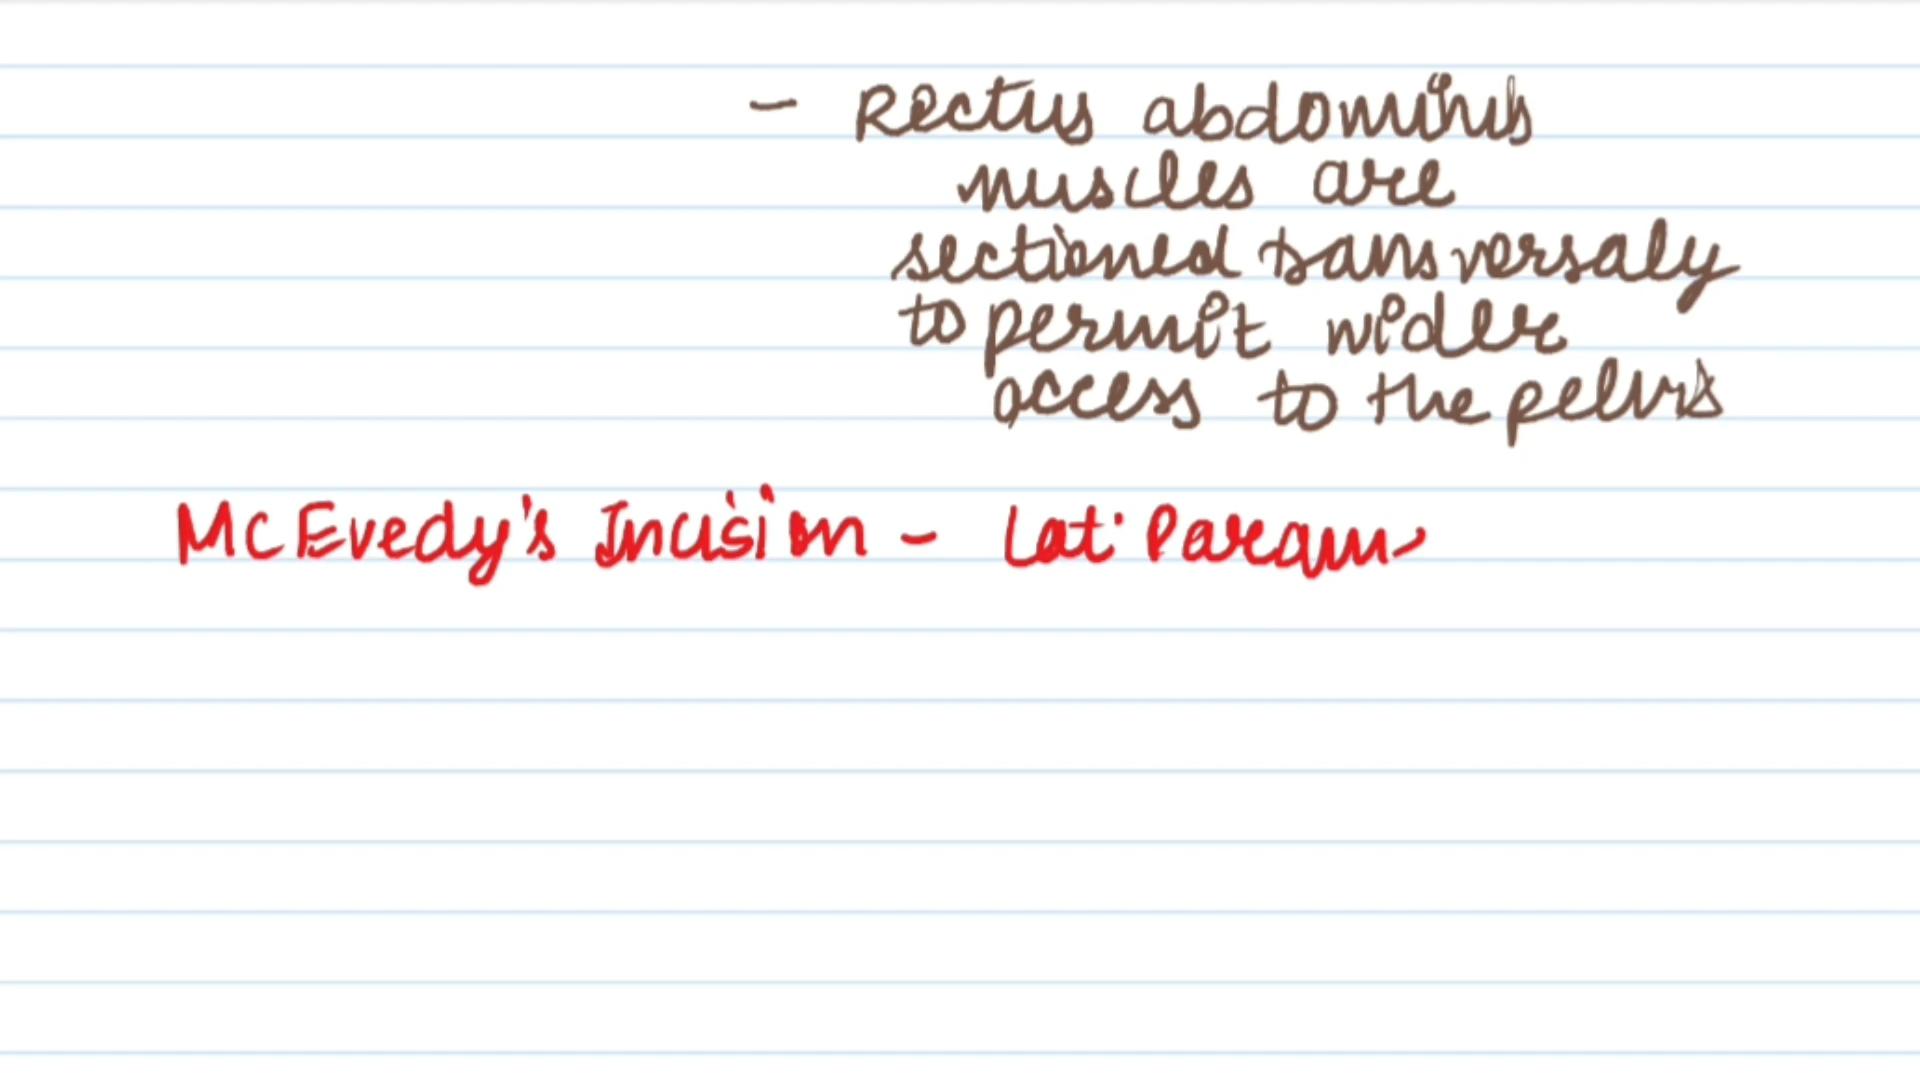 - Rectus abdominis
muscles are
sectioned transversaly
to permit wider
access to the pelvis
McEvedy's Incision - Lat. Param